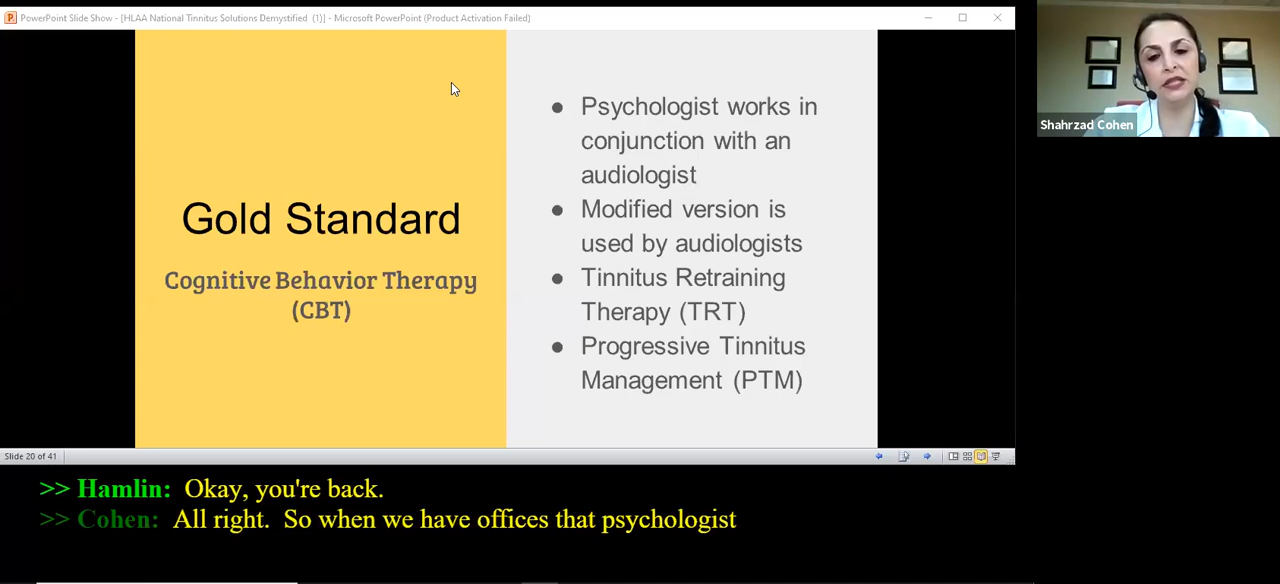 PowerPoint Slide Show - [HLAA National Tinnitus Solutions Demystified (1)] - Microsoft PowerPoint (Product Activation Failed)
Gold Standard
Cognitive Behavior Therapy
(CBT)
● Psychologist works in
conjunction with an
audiologist
● Modified version is
used by audiologists
● Tinnitus Retraining
Therapy (TRT)
● Progressive Tinnitus
Management (PTM)
Shahrzad Cohen
Slide 20 of 41
>> Hamlin: Okay, you're back.
>> Cohen: All right. So when we have offices that psychologist